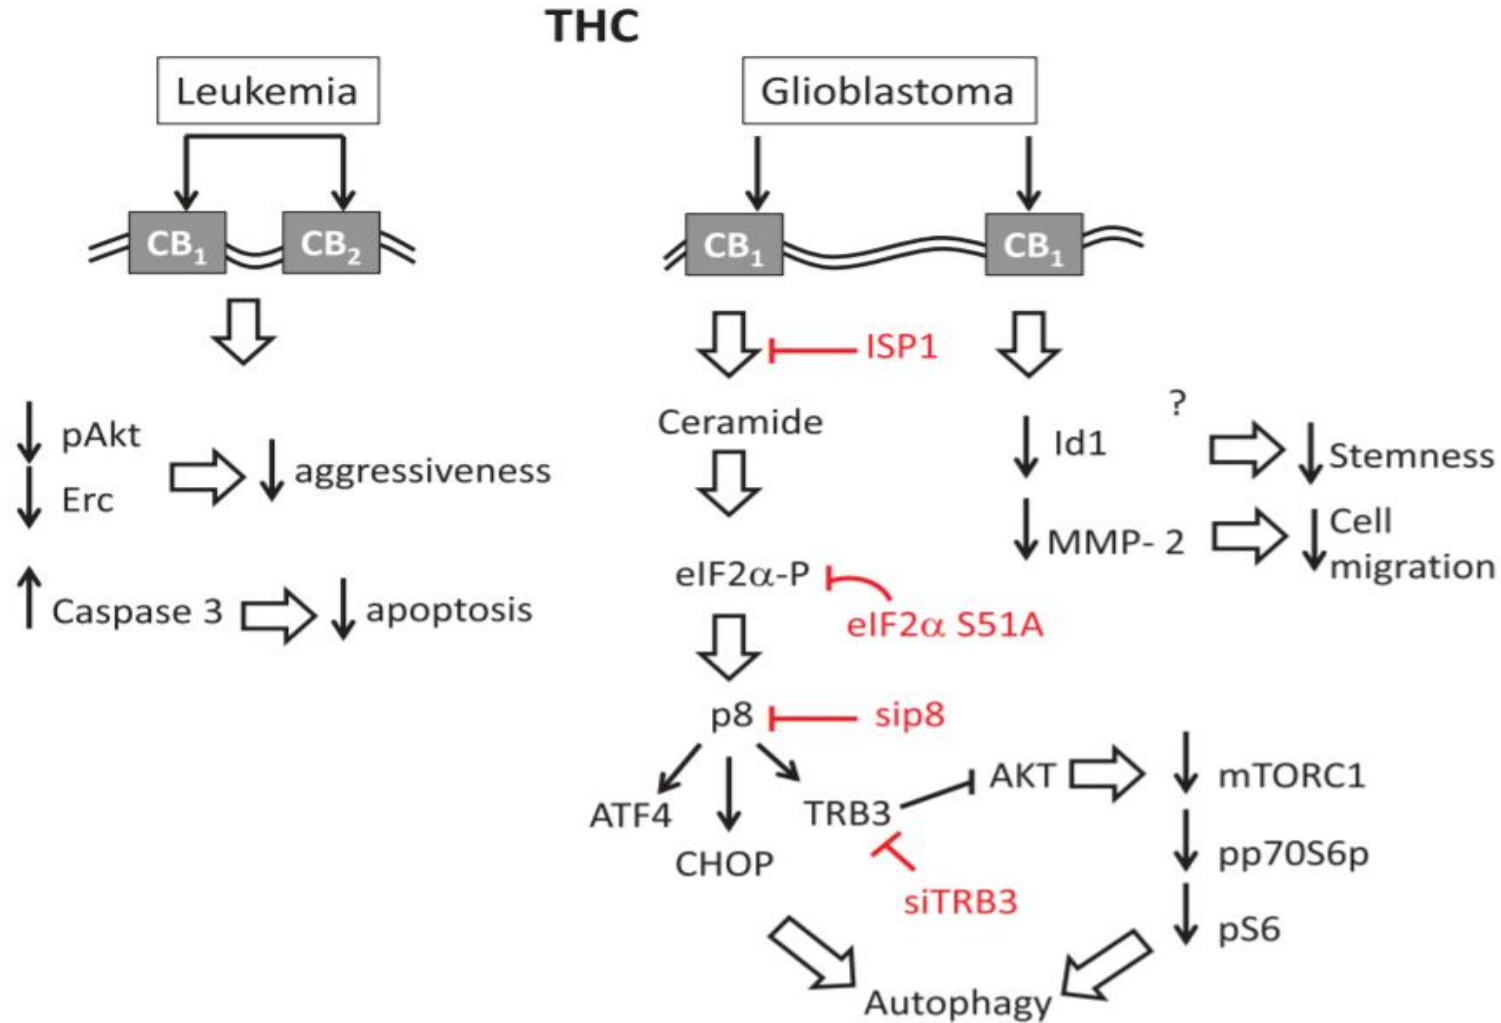 THC
Leukemia
CB1
CB2
pAkt
Erc
aggressiveness
Caspase 3
apoptosis
Glioblastoma
CB1
CB1
ISP1
Ceramide
eIF2α-P
eIF2α S51A
p8
sip8
ATF4
CHOP
TRB3
siTRB3
AKT
mTORC1
pp70S6p
pS6
Autophagy
?
Id1
Stemness
MMP- 2
Cell
migration